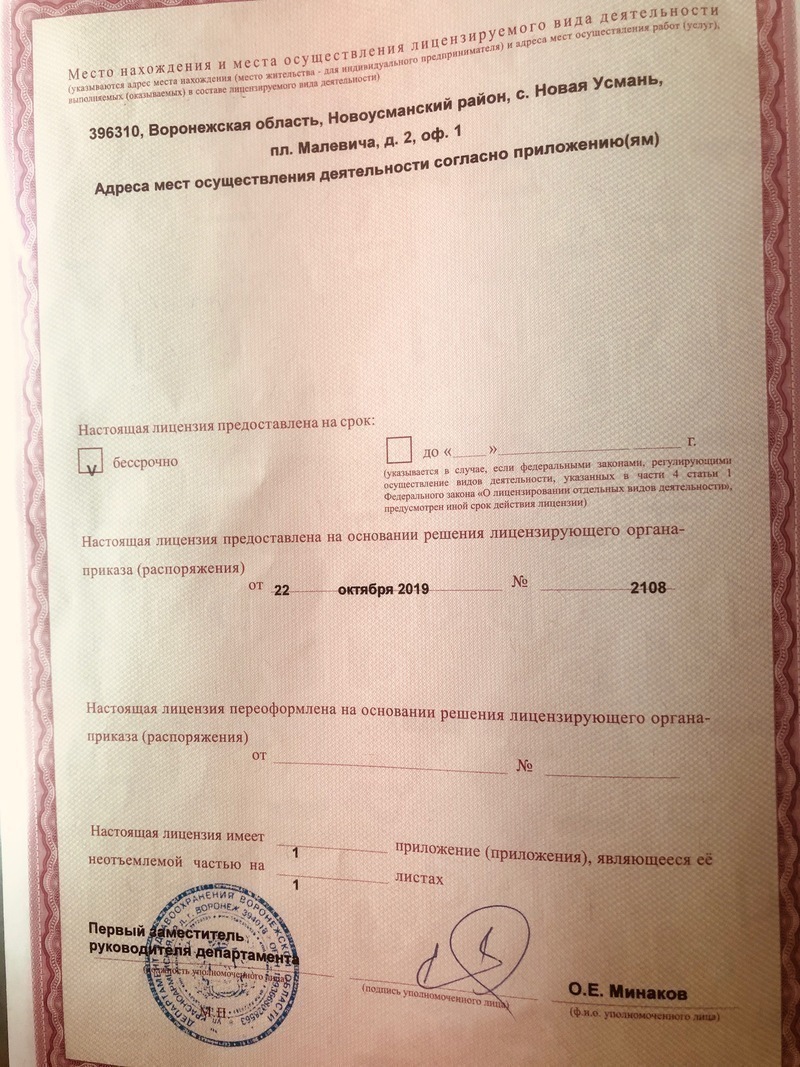 Место нахождения и места осуществления лицензируемого вида деятельности
(указываются адрес места нахождения (место жительства - для индивидуального предпринимателя) и адреса мест осуществления работ (услуг),
выполняемых (оказываемых) в составе лицензируемого вида деятельности)
396310, Воронежская область, Новоусманский район, с. Новая Усмань,
пл. Малевича, д. 2, оф. 1
Адреса мест осуществления деятельности согласно приложению(ям)
Настоящая лицензия предоставлена на срок:
V бессрочно
до « » г.
(указывается в случае, если федеральными законами, регулирующими
осуществление видов деятельности, указанных в части 4 статьи 1
Федерального закона «О лицензировании отдельных видов деятельности»,
предусмотрен иной срок действия лицензии)
Настоящая лицензия предоставлена на основании решения лицензирующего органа-
приказа (распоряжения)
от 22 октября 2019 № 2108
Настоящая лицензия переоформлена на основании решения лицензирующего органа-
приказа (распоряжения)
от №
Настоящая лицензия имеет 1 приложение (приложения), являющееся её
неотъемлемой частью на 1 листах
Первый заместитель
руководителя департамента
(должность уполномоченного лица)
(подпись уполномоченного лица)
О.Е. Минаков
(ф.и.о. уполномоченного лица)
М.П.